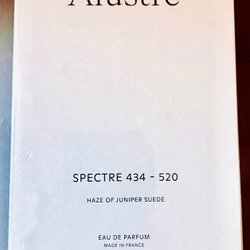 SPECTRE 434 - 520
HAZE OF JUNIPER SUEDE
EAU DE PARFUM
MADE IN FRANCE